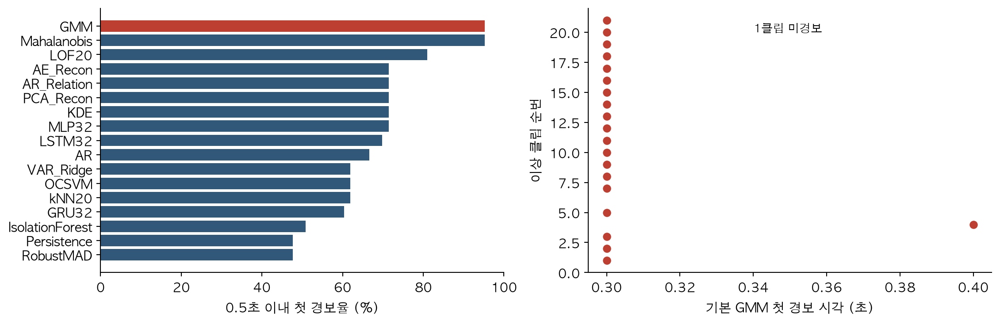 GMM
Mahalanobis
LOF20
AE_Recon
AR_Relation
PCA_Recon
KDE
MLP32
LSTM32
AR
VAR_Ridge
OCSVM
kNN20
GRU32
IsolationForest
Persistence
RobustMAD
0 20 40 60 80 100
0.5초 이내 첫 경보율 (%)
1클립 미경보
이상 클립 순번
20.0
17.5
15.0
12.5
10.0
7.5
5.0
2.5
0.0
0.30 0.32 0.34 0.36 0.38 0.40
기본 GMM 첫 경보 시각 (초)